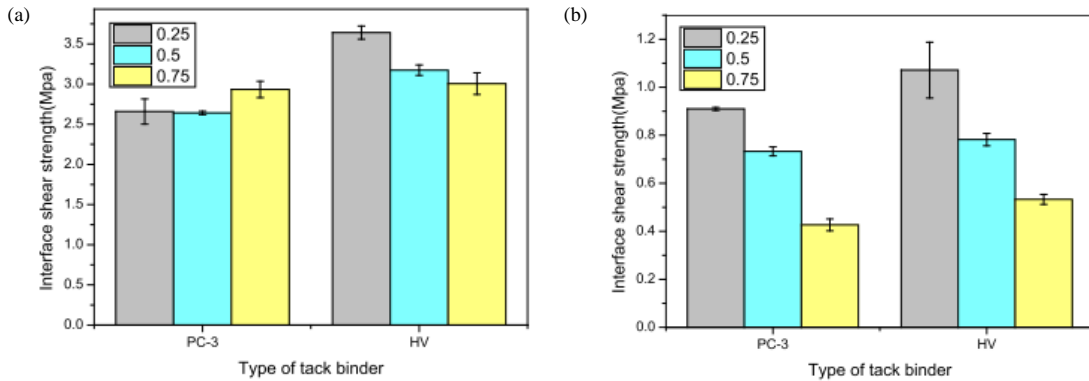 (a)
Interface shear strength(Mpa)
3.5
3.0
2.5
2.0
1.5
1.0
0.5
0.0
0.25
0.5
0.75
PC-3
HV
Type of tack binder
(b)
Interface shear strength(Mpa)
1.2
1.0
0.8
0.6
0.4
0.2
0.0
0.25
0.5
0.75
PC-3
HV
Type of tack binder